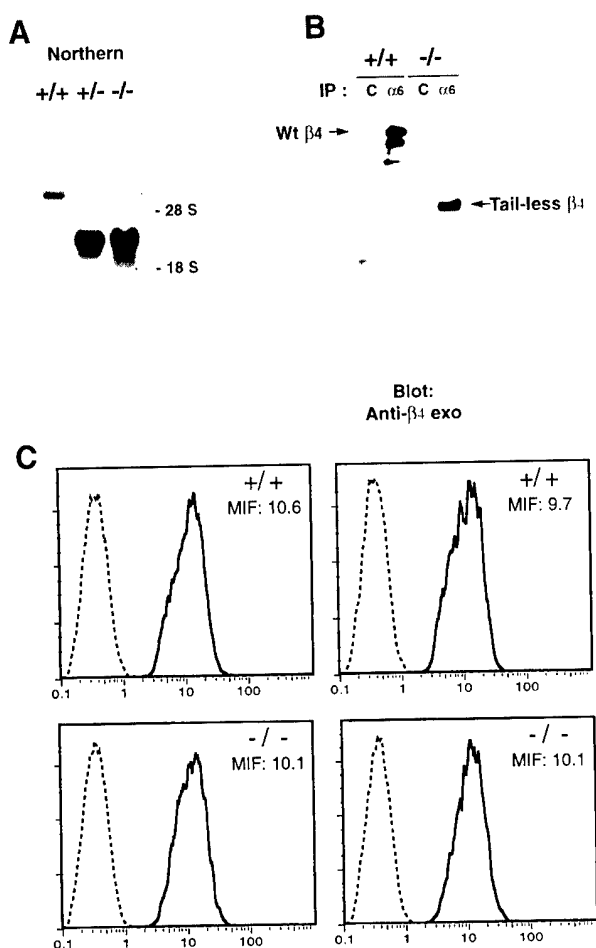 A
Northern
+/+ +/- -/-
- 28 S
- 18 S
B
+/+ -/-
IP : C α6 C α6
Wt β4 →
←Tail-less β4
Blot:
Anti-β4 exo
C
+/+
MIF: 10.6
0.1 1 10 100
+/+
MIF: 9.7
0.1 1 10 100
-/-
MIF: 10.1
0.1 1 10 100
-/-
MIF: 10.1
0.1 1 10 100